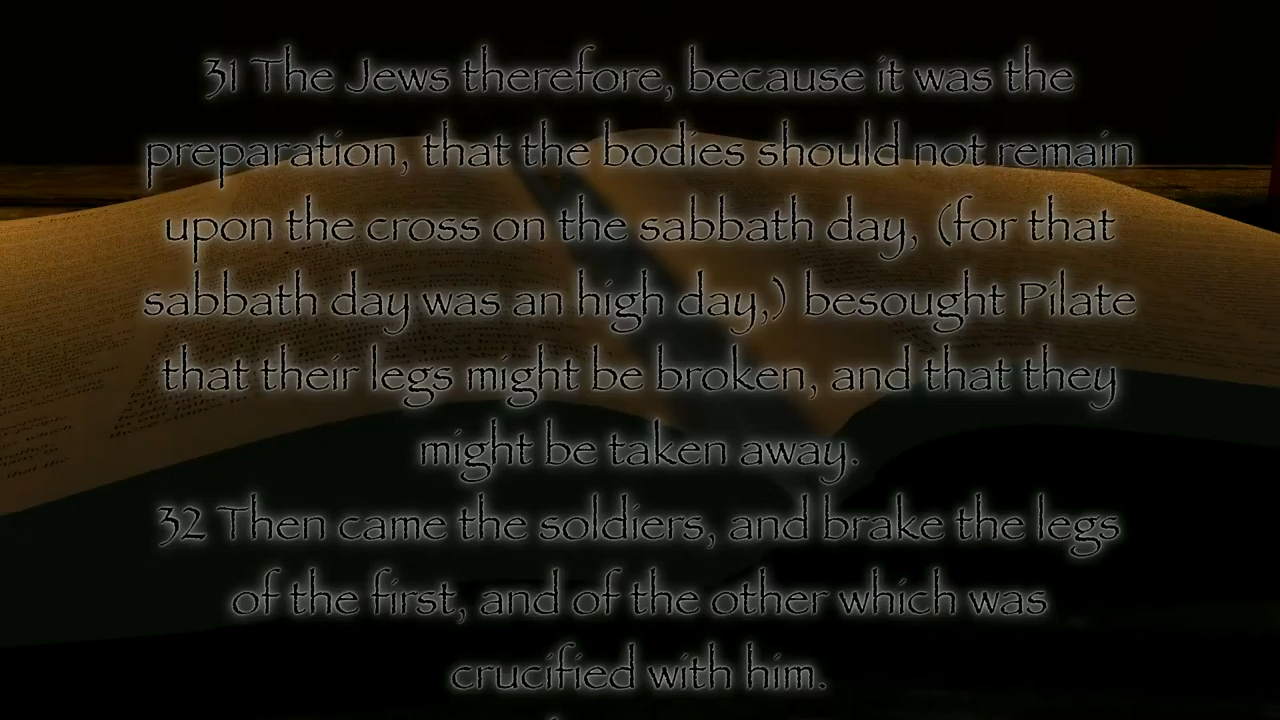 31 The Jews therefore, because it was the
preparation, that the bodies should not remain
upon the cross on the sabbath day, (for that
sabbath day was an high day,) besought Pilate
that their legs might be broken, and that they
might be taken away.
32 Then came the soldiers, and brake the legs
of the first, and of the other which was
crucified with him.